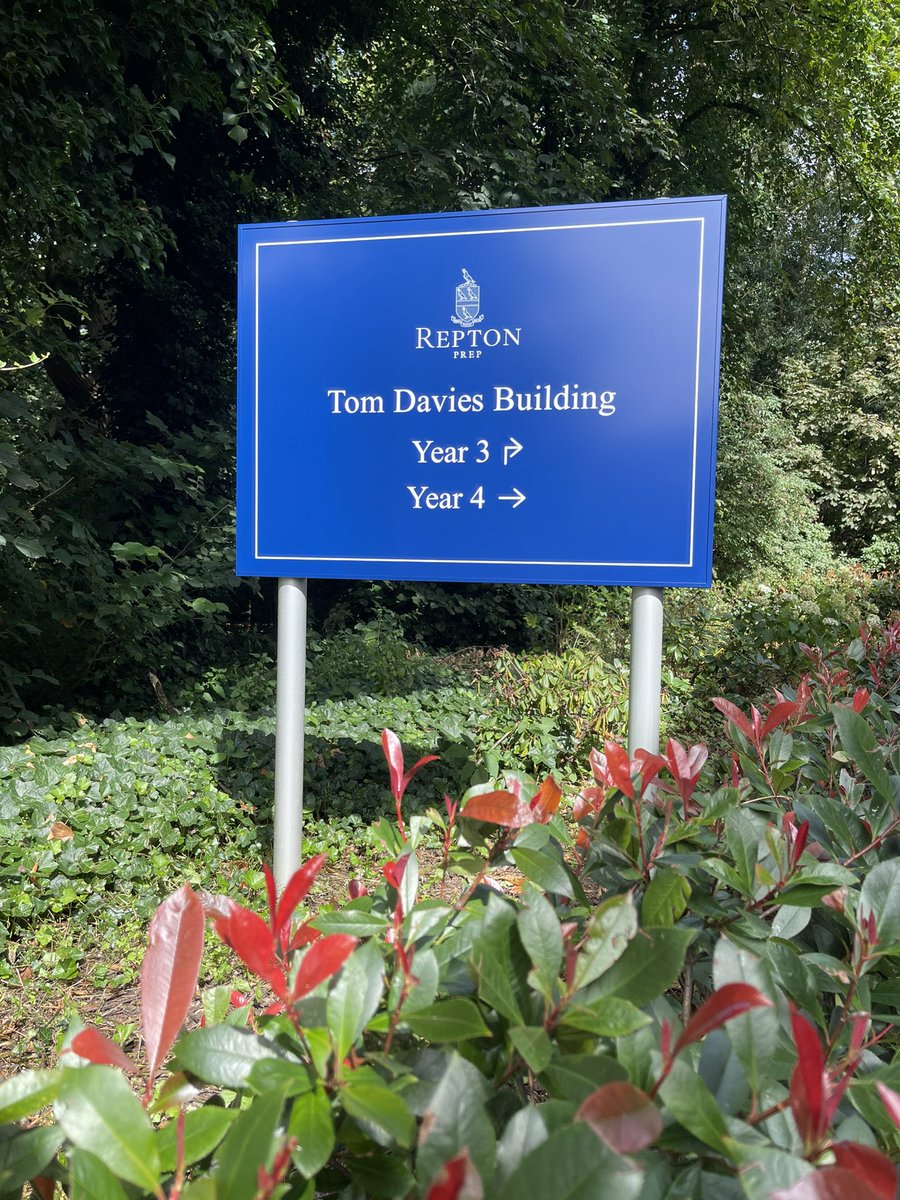 REPTON
PREP
Tom Davies Building
Year 3 ↱
Year 4 →